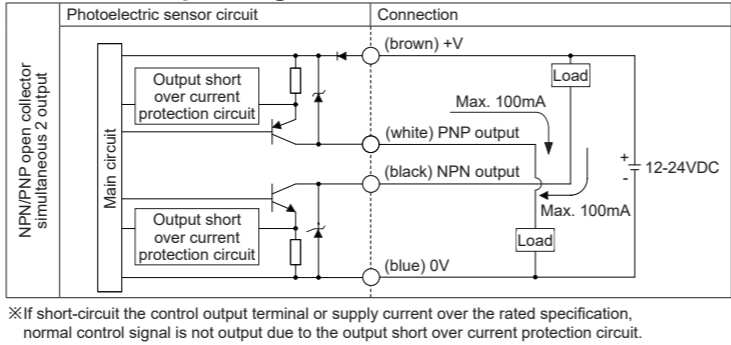 Photoelectric sensor circuit
Connection
NPN/PNP open collector
simultaneous 2 output
Main circuit
Output short
over current
protection circuit
Output short
over current
protection circuit
(brown) +V
Load
Max. 100mA
(white) PNP output
(black) NPN output
+
-
12-24VDC
Max. 100mA
Load
(blue) 0V
※If short-circuit the control output terminal or supply current over the rated specification,
normal control signal is not output due to the output short over current protection circuit.